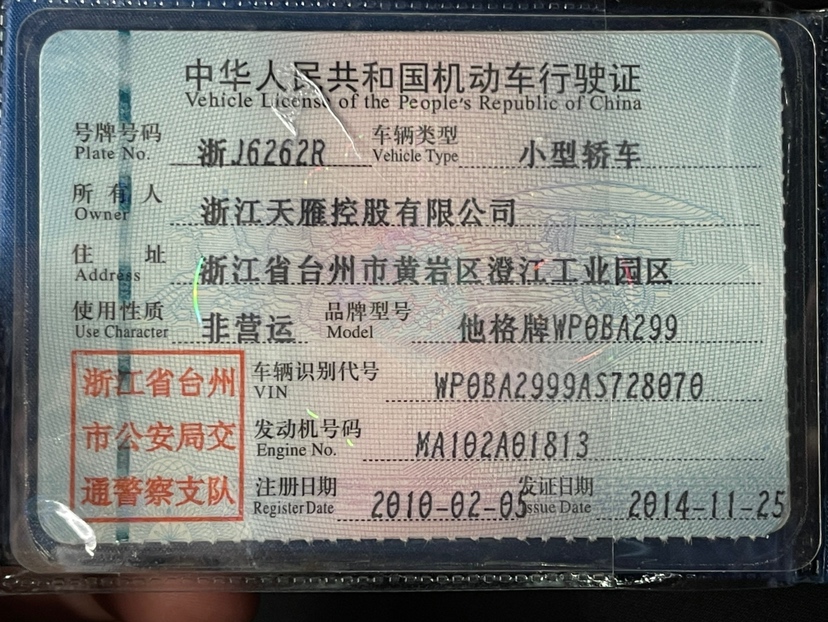 中华人民共和国机动车行驶证
Vehicle License of the People's Republic of China
号牌号码 浙J6262R 车辆类型 小型轿车
Plate No. Vehicle Type
所有人 浙江天雁控股有限公司
Owner
住址 浙江省台州市黄岩区澄江工业园区
Address
使用性质 非营运 品牌型号 他格牌WP0BA299
Use Character Model
浙江省台州
市公安局交
通警察支队
车辆识别代号 WP0BA2999AS728070
VIN
发动机号码 MA102A01813
Engine No.
注册日期 2010-02-05 发证日期 2014-11-25
Register Date Issue Date